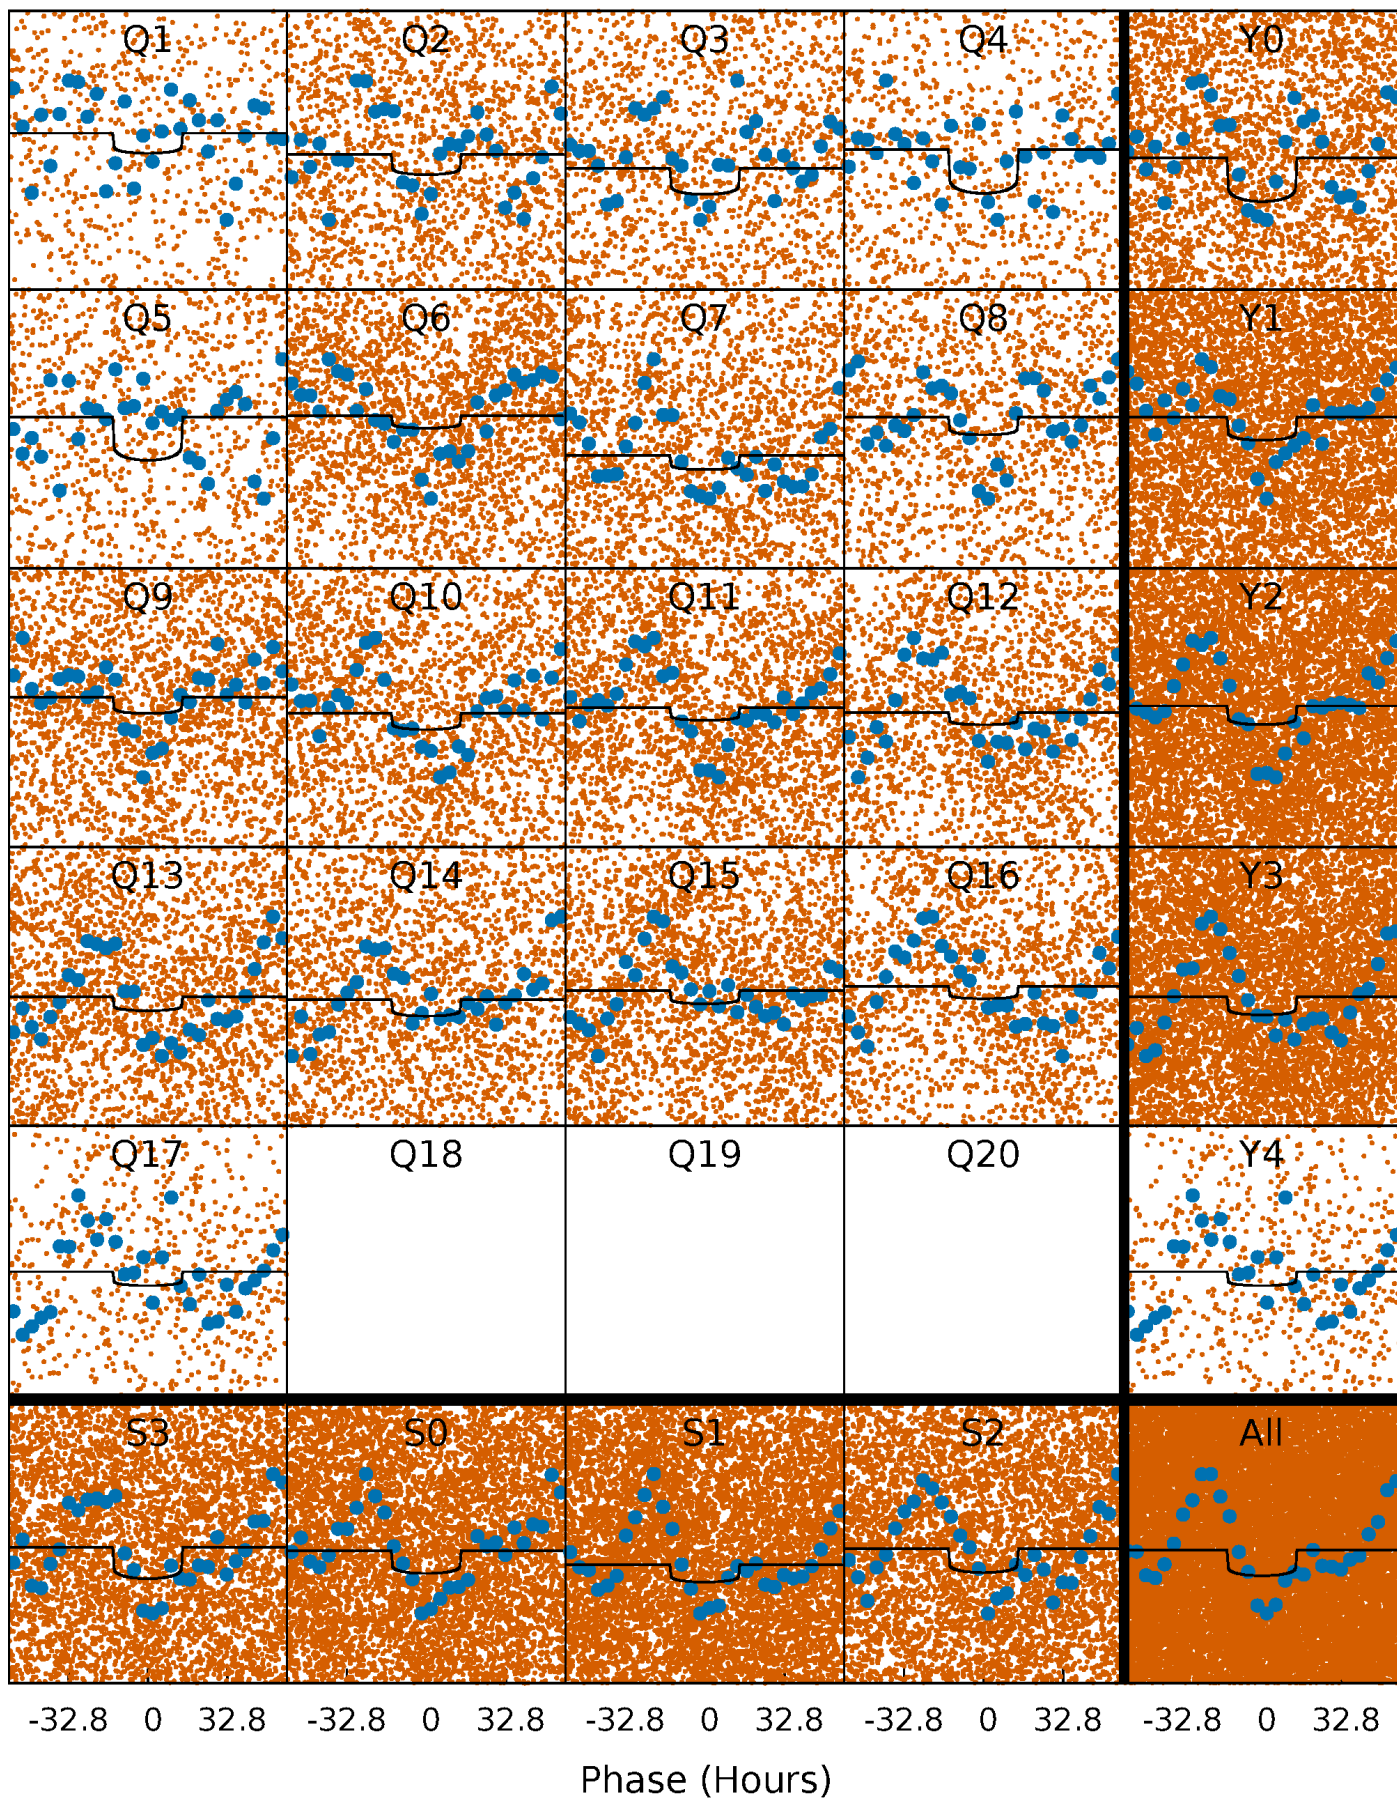 Q1 Q2 Q3 Q4 Y0
Q5 Q6 Q7 Q8 Y1
Q9 Q10 Q11 Q12 Y2
Q13 Q14 Q15 Q16 Y3
Q17 Q18 Q19 Q20 Y4
S3 S0 S1 S2 All
-32.8 0 32.8 -32.8 0 32.8 -32.8 0 32.8 -32.8 0 32.8 -32.8 0 32.8
Phase (Hours)